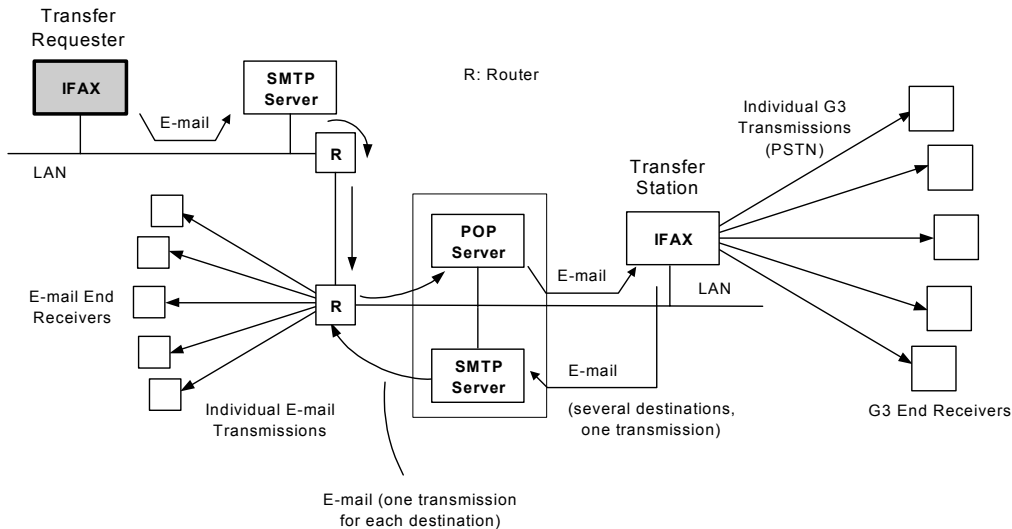 Transfer
Requester
IFAX
SMTP
Server
E-mail
R: Router
R
LAN
Individual G3
Transmissions
(PSTN)
Transfer
Station
IFAX
POP
Server
E-mail
LAN
E-mail End
Receivers
R
SMTP
Server
E-mail
Individual E-mail
Transmissions
(several destinations,
one transmission)
G3 End Receivers
E-mail (one transmission
for each destination)